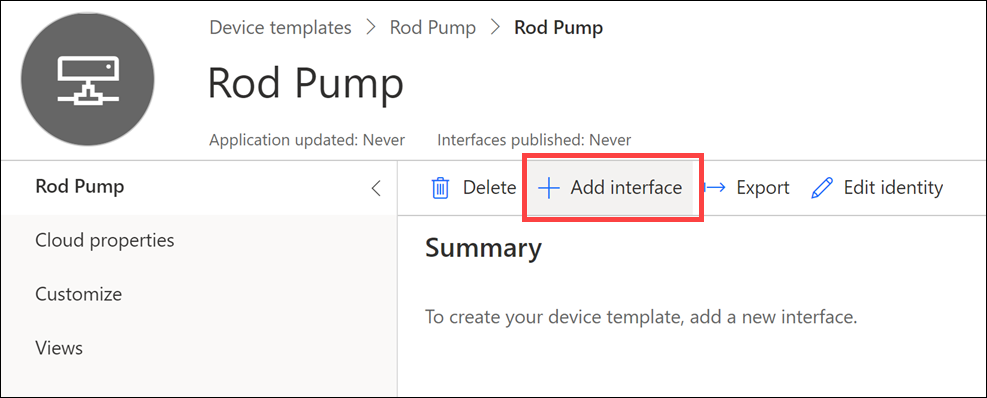 Device templates > Rod Pump > Rod Pump
Rod Pump
Application updated: Never Interfaces published: Never
Rod Pump
Delete + Add interface Export Edit identity
Cloud properties
Customize
Views
Summary
To create your device template, add a new interface.